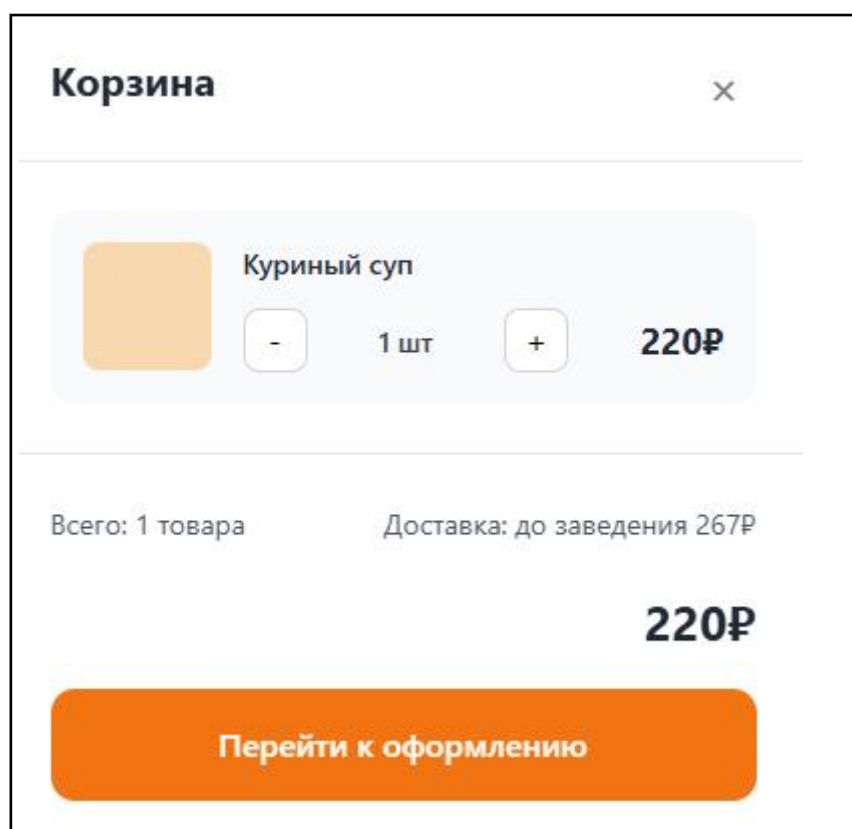 Корзина ×
Куриный суп
- 1 шт + 220₽
Всего: 1 товара Доставка: до заведения 267₽
220₽
Перейти к оформлению